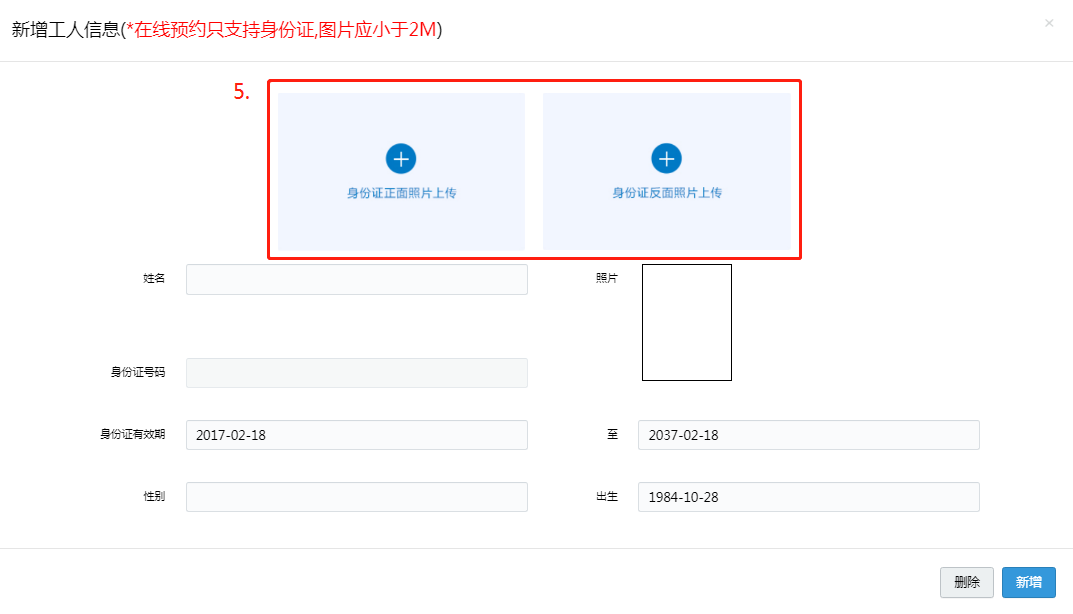 新增工人信息(*在线预约只支持身份证,图片应小于2M)
×
5.
身份证正面照片上传
身份证反面照片上传
姓名
照片
身份证号码
身份证有效期 2017-02-18 至 2037-02-18
性别 出生 1984-10-28
删除 新增